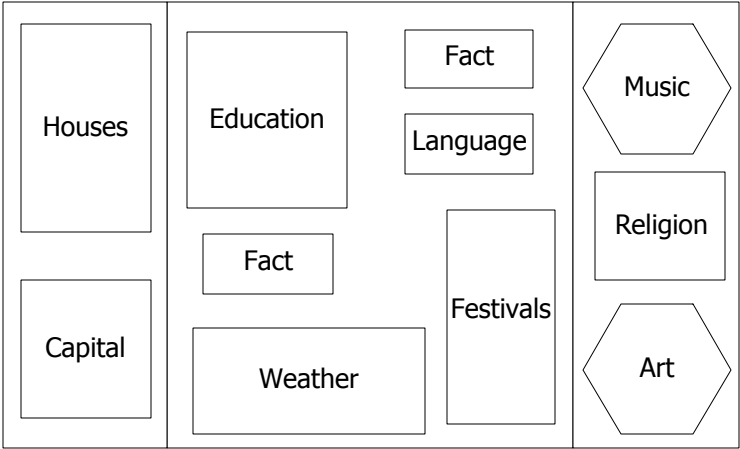 Houses
Capital
Education
Fact
Language
Fact
Festivals
Weather
Music
Religion
Art